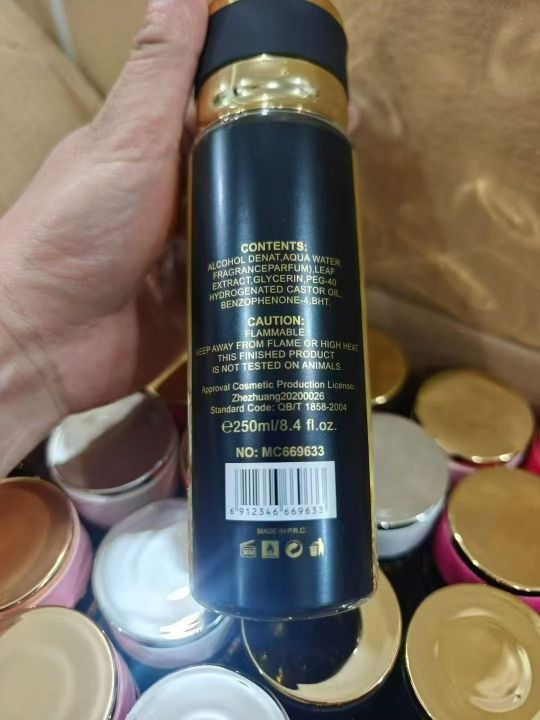 CONTENTS:
ALCOHOL DENAT,AQUA WATER,
FRAGRANCEPARFUM).LEAF
EXTRACT,GLYCERIN,PEG-40
HYDROGENATED CASTOR OIL,
BENZOPHENONE-4,BHT.
CAUTION:
FLAMMABLE.
KEEP AWAY FROM FLAME OR HIGH HEAT
THIS FINISHED PRODUCT
IS NOT TESTED ON ANIMALS.
Approval Cosmetic Production License:
Zhezhuang20200026
Standard Code: QB/T 1858-2004
℮250ml/8.4 fl.oz.
NO: MC669633
6 912346 669633
MADE IN P.R.C